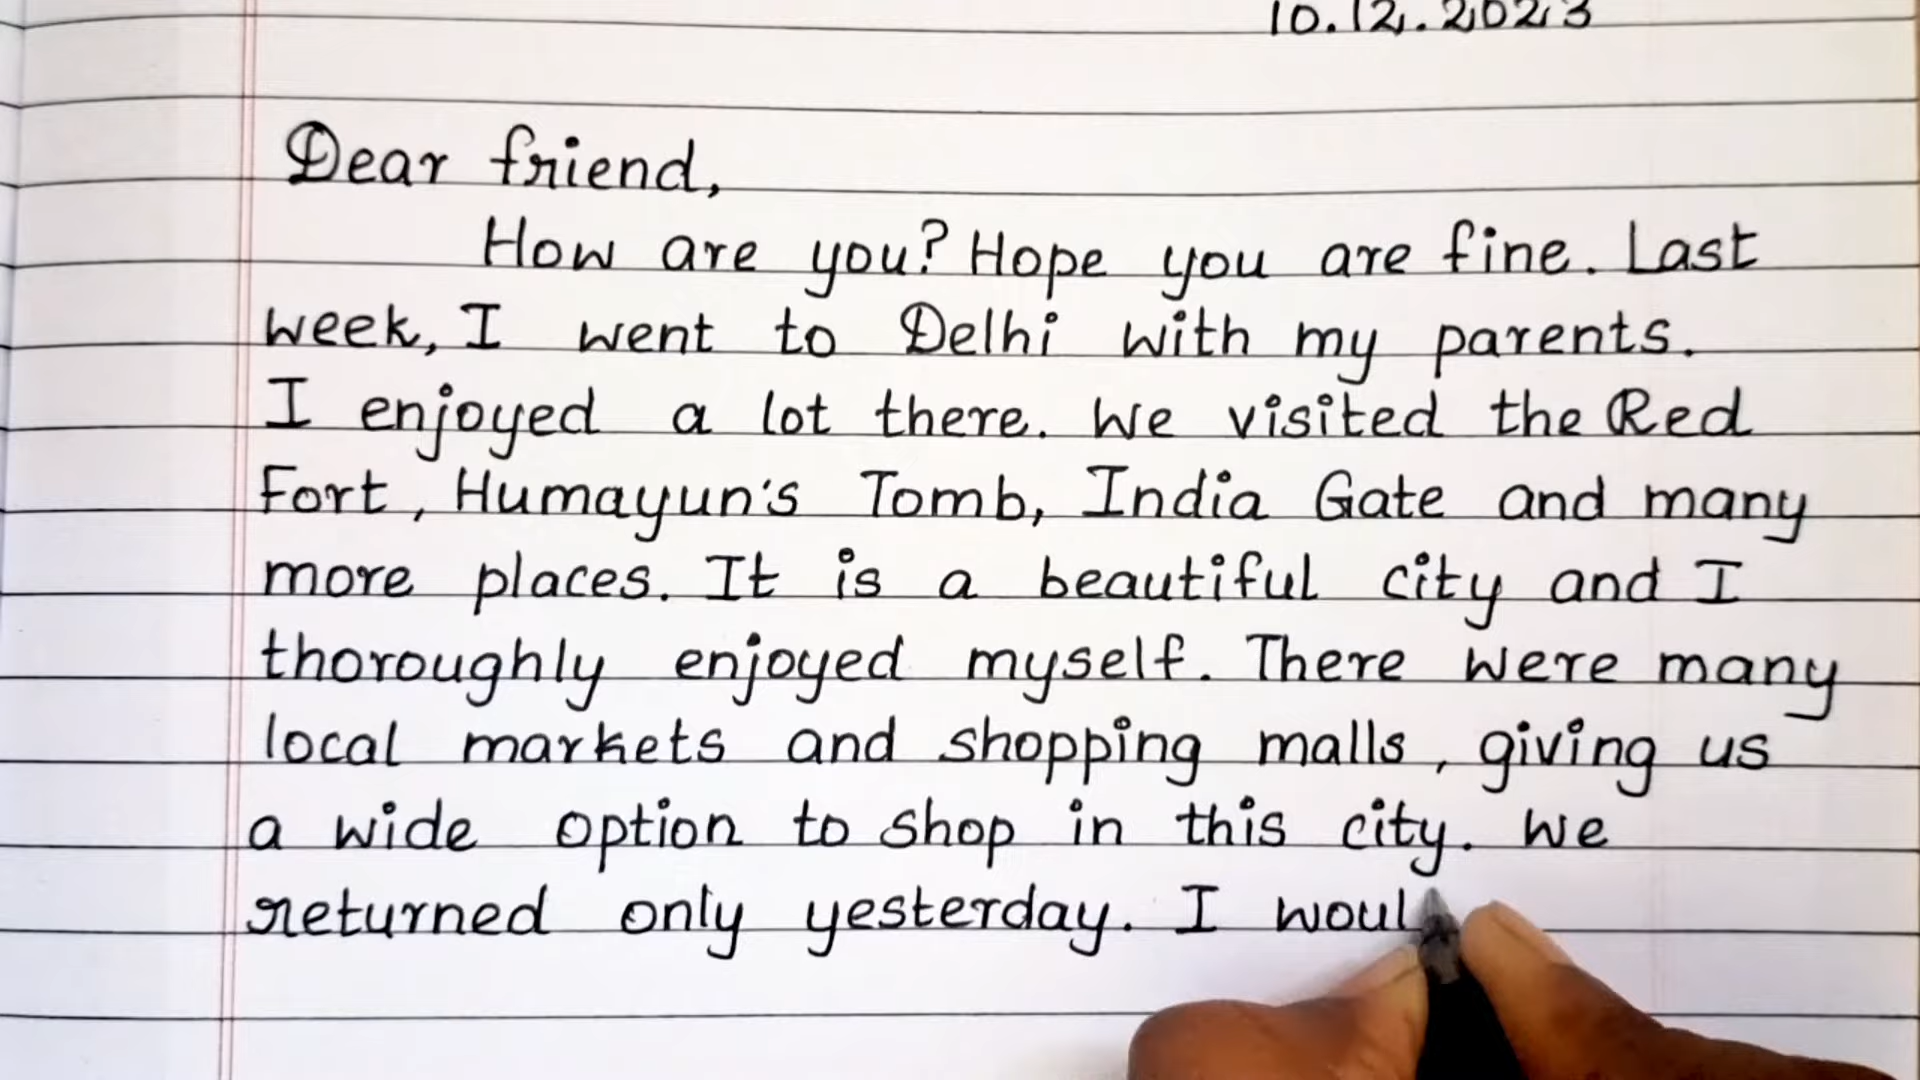 10.12.2023
Dear friend,
How are you? Hope you are fine. Last
week, I went to Delhi with my parents.
I enjoyed a lot there. We visited the Red
Fort, Humayun's Tomb, India Gate and many
more places. It is a beautiful city and I
thoroughly enjoyed myself. There were many
local markets and shopping malls, giving us
a wide option to shop in this city. We
returned only yesterday. I woul